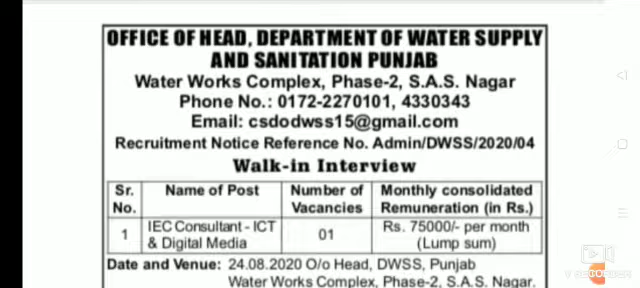 OFFICE OF HEAD, DEPARTMENT OF WATER SUPPLY
AND SANITATION PUNJAB
Water Works Complex, Phase-2, S.A.S. Nagar
Phone No.: 0172-2270101, 4330343
Email: csdodwss15@gmail.com
Recruitment Notice Reference No. Admin/DWSS/2020/04
Walk-in Interview
Sr. No. Name of Post Number of Vacancies Monthly consolidated Remuneration (in Rs.)
1 IEC Consultant - ICT & Digital Media 01 Rs. 75000/- per month (Lump sum)
Date and Venue: 24.08.2020 O/o Head, DWSS, Punjab
Water Works Complex, Phase-2, S.A.S. Nagar.